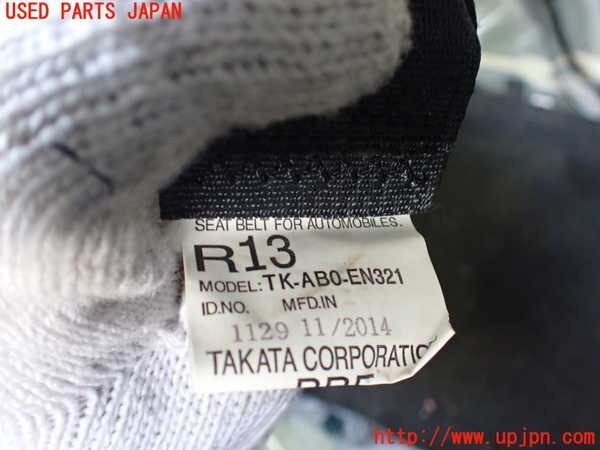 USED PARTS JAPAN
SEAT BELT FOR AUTOMOBILES.
R13
MODEL:TK-AB0-EN321
ID.NO. MFD.IN
1129 11/2014
TAKATA CORPORATIO
http://www.upjpn.com/